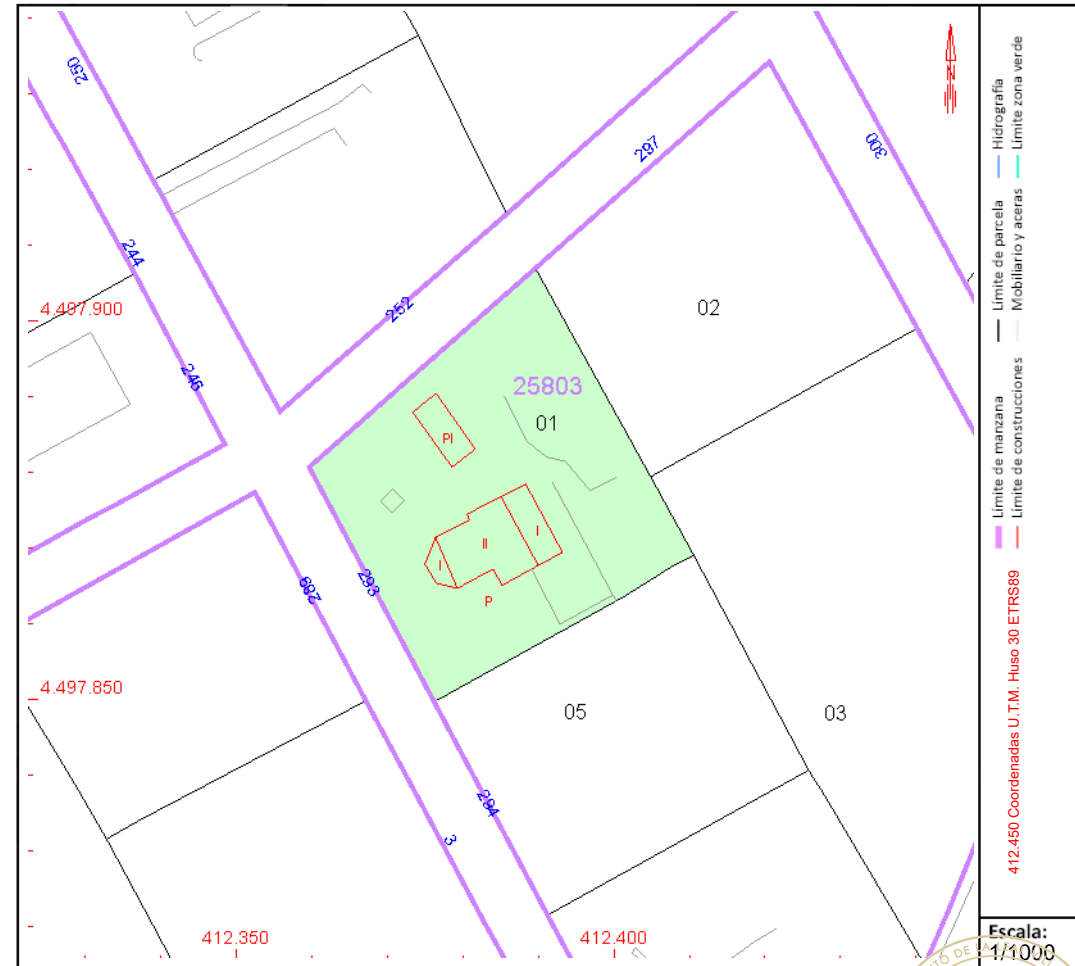 250
297
300
244
4.497.900
252
02
246
25803
01
PI
I
II
I
P
289
293
4.497.850
05
03
294
3
412.350
412.400
Límite de manzana
Límite de parcela
Hidrografía
Límite de construcciones
Mobiliario y aceras
Límite zona verde
412.450 Coordenadas U.T.M. Huso 30 ETRS89
Escala:
1/1000